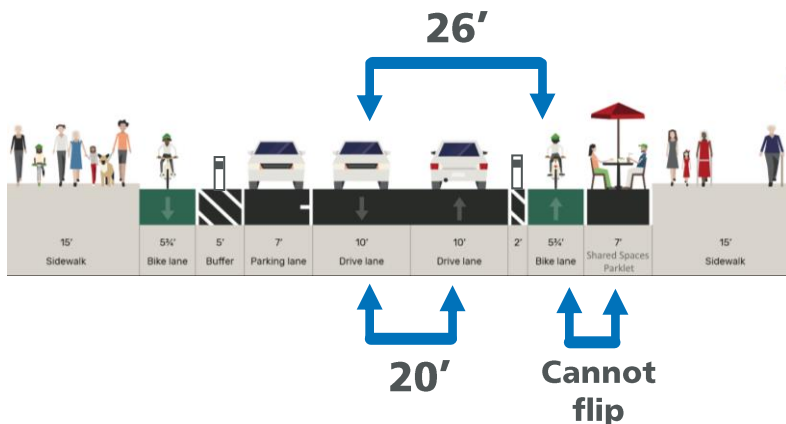 26’
15’
Sidewalk
5¾’
Bike lane
5’
Buffer
7’
Parking lane
10’
Drive lane
10’
Drive lane
2’
5¾’
Bike lane
7’
Shared Spaces
Parklet
15’
Sidewalk
20’
Cannot
flip